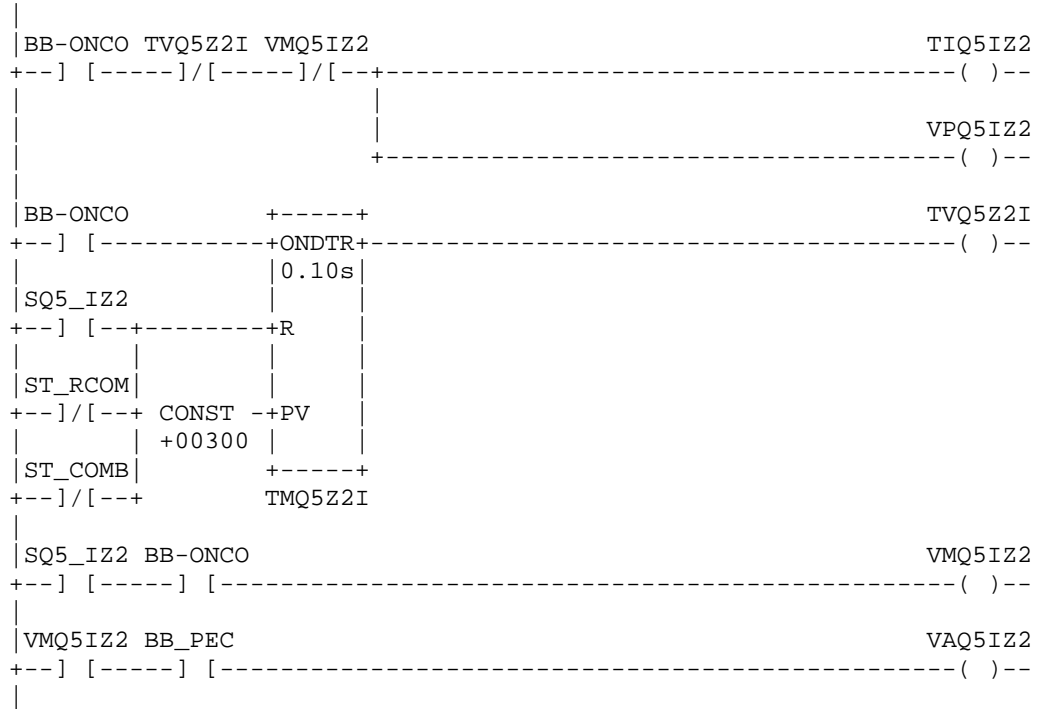 BB-ONCO TVQ5Z2I VMQ5IZ2 TIQ5IZ2
+--] [-----]/[-----]/[--+--------------------------------------( )--
VPQ5IZ2
+--------------------------------------( )--
BB-ONCO +-----+ TVQ5Z2I
+--] [-----------+ONDTR+---------------------------------------( )--
|0.10s|
SQ5_IZ2
+--] [--+--------+R
ST_RCOM
+--]/[--+ CONST -+PV
+00300
ST_COMB +-----+
+--]/[--+ TMQ5Z2I
SQ5_IZ2 BB-ONCO VMQ5IZ2
+--] [-----] [-------------------------------------------------( )--
VMQ5IZ2 BB_PEC VAQ5IZ2
+--] [-----] [-------------------------------------------------( )--